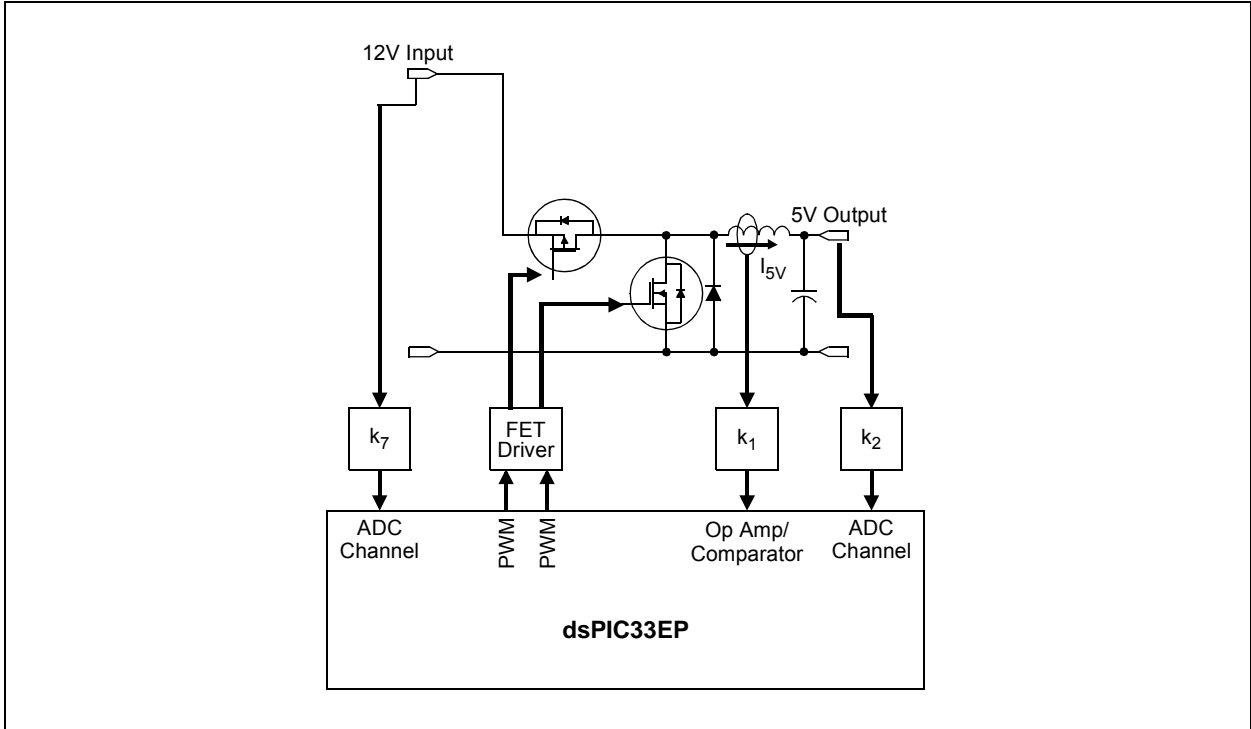 12V Input
5V Output
I5V
k7
FET
Driver
k1
k2
ADC
Channel
PWM
PWM
Op Amp/
Comparator
ADC
Channel
dsPIC33EP